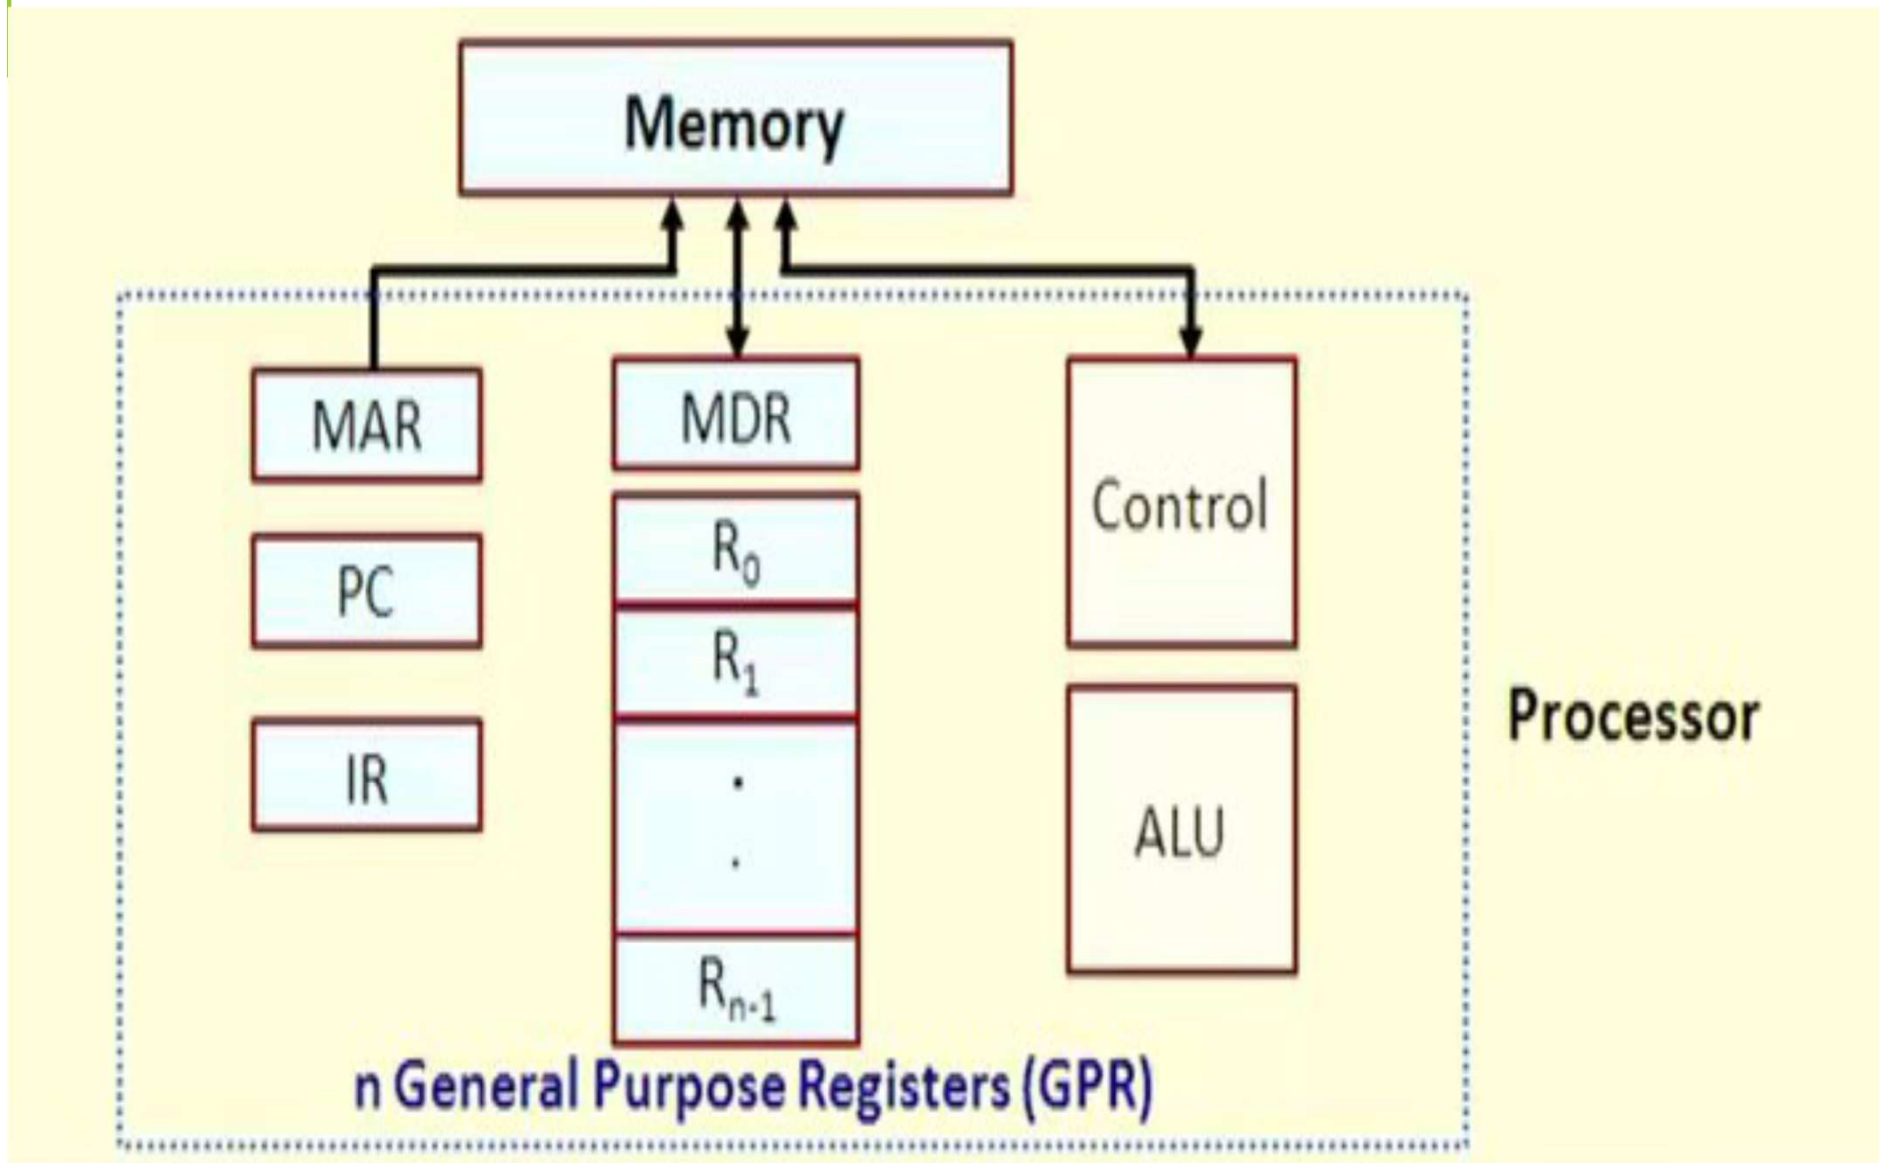 Memory
MAR
MDR
Control
PC
R0
R1
IR
.
.
ALU
Processor
Rn-1
n General Purpose Registers (GPR)